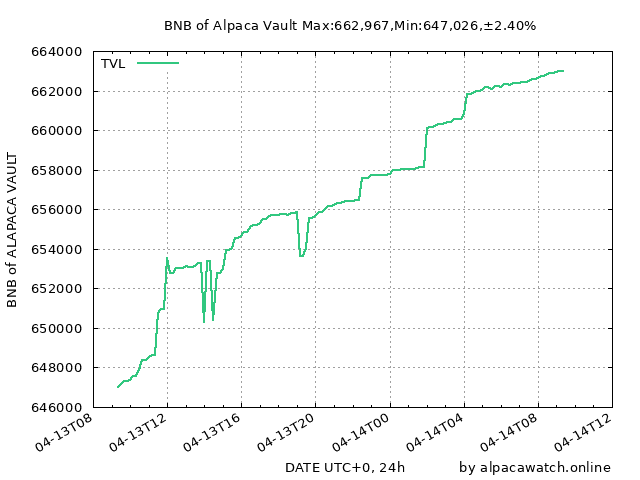 BNB of Alpaca Vault Max:662,967,Min:647,026,±2.40%
TVL
664000
662000
660000
658000
656000
654000
652000
650000
648000
646000
BNB of ALAPACA VAULT
04-13T08
04-13T12
04-13T16
04-13T20
04-14T00
04-14T04
04-14T08
04-14T12
DATE UTC+0, 24h
by alpacawatch.online